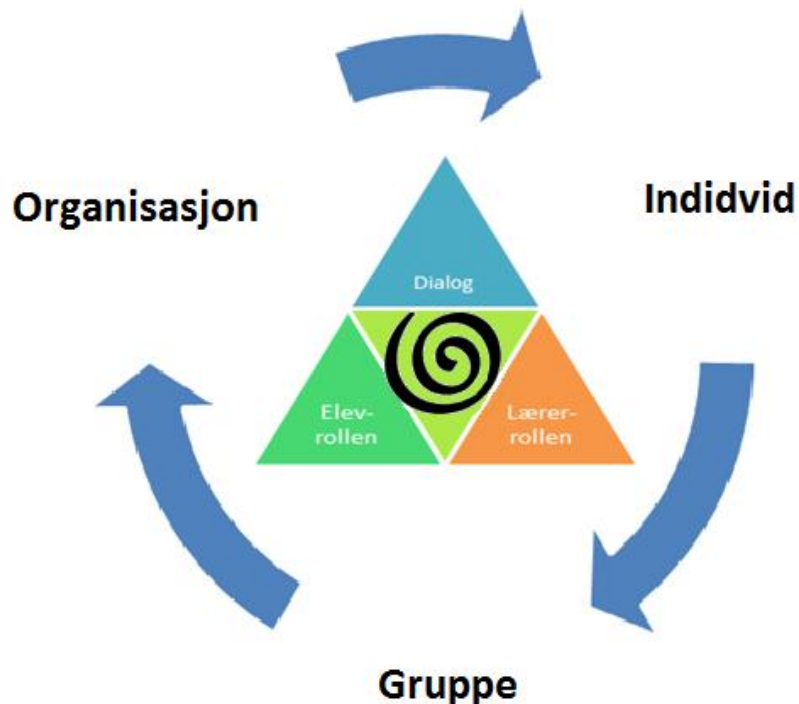 Organisasjon
Indidvid
Dialog
Elev-
rollen
Lærer-
rollen
Gruppe